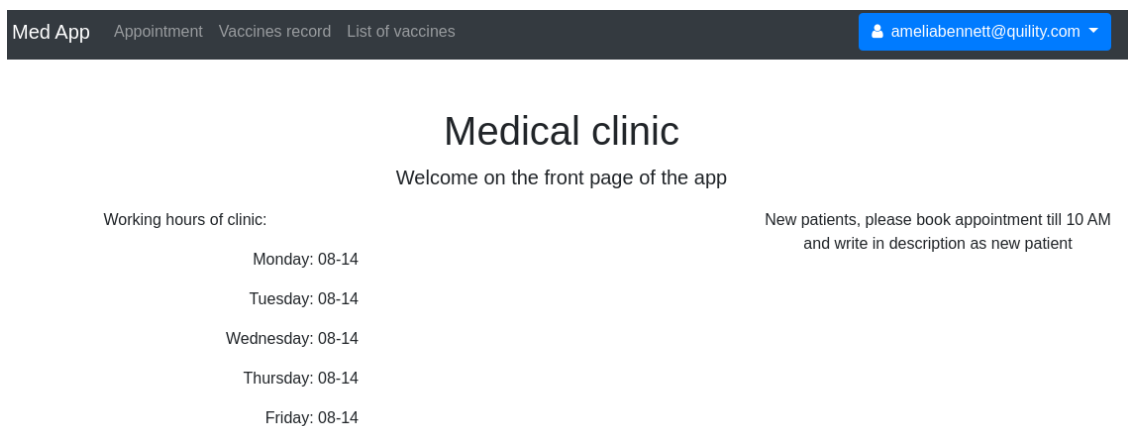 Med App Appointment Vaccines record List of vaccines ameliabennett@quility.com
Medical clinic
Welcome on the front page of the app
Working hours of clinic:
Monday: 08-14
Tuesday: 08-14
Wednesday: 08-14
Thursday: 08-14
Friday: 08-14
New patients, please book appointment till 10 AM
and write in description as new patient